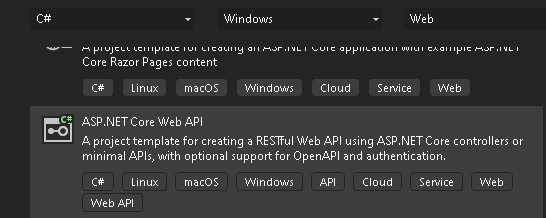 C#
Windows
Web
A project template for creating an ASP.NET Core application with example ASP.NET
Core Razor Pages content
C#
Linux
macOS
Windows
Cloud
Service
Web
C#
ASP.NET Core Web API
A project template for creating a RESTful Web API using ASP.NET Core controllers or
minimal APIs, with optional support for OpenAPI and authentication.
C#
Linux
macOS
Windows
API
Cloud
Service
Web
Web API